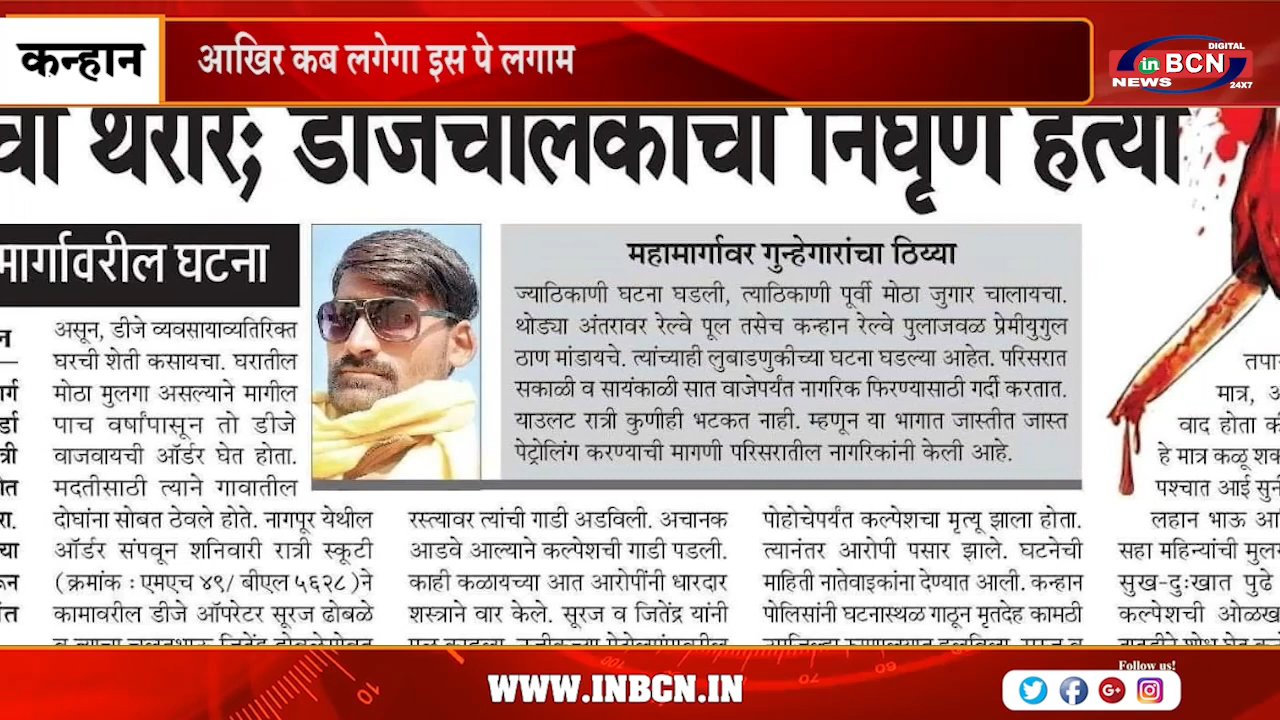 कन्हान
आखिर कब लगेगा इस पे लगाम
DIGITAL
in BCN
NEWS
24X7
थरार; डीजेचालकाची निर्घृण हत्या
मार्गावरील घटना
असून, डीजे व्यवसायाव्यतिरिक्त
घरची शेती कसायचा. घरातील
मोठा मुलगा असल्याने मागील
पाच वर्षांपासून तो डीजे
वाजवायची ऑर्डर घेत होता.
मदतीसाठी त्याने गावातील
दोघांना सोबत ठेवले होते. नागपूर येथील
ऑर्डर संपवून शनिवारी रात्री स्कूटी
(क्रमांक : एमएच ४९/ बीएल ५६२८)ने
कामावरील डीजे ऑपरेटर सूरज ढोबळे
महामार्गावर गुन्हेगारांचा ठिय्या
ज्याठिकाणी घटना घडली, त्याठिकाणी पूर्वी मोठा जुगार चालायचा.
थोड्या अंतरावर रेल्वे पूल तसेच कन्हान रेल्वे पुलाजवळ प्रेमीयुगुल
ठाण मांडायचे. त्यांच्याही लुबाडणुकीच्या घटना घडल्या आहेत. परिसरात
सकाळी व सायंकाळी सात वाजेपर्यंत नागरिक फिरण्यासाठी गर्दी करतात.
याउलट रात्री कुणीही भटकत नाही. म्हणून या भागात जास्तीत जास्त
पेट्रोलिंग करण्याची मागणी परिसरातील नागरिकांनी केली आहे.
रस्त्यावर त्यांची गाडी अडविली. अचानक
आडवे आल्याने कल्पेशची गाडी पडली.
काही कळायच्या आत आरोपींनी धारदार
शस्त्राने वार केले. सूरज व जितेंद्र यांनी
पोहोचेपर्यंत कल्पेशचा मृत्यू झाला होता.
त्यानंतर आरोपी पसार झाले. घटनेची
माहिती नातेवाइकांना देण्यात आली. कन्हान
पोलिसांनी घटनास्थळ गाठून मृतदेह कामठी
मात्र,
वाद होता
हे मात्र कळू
पश्चात आई
लहान भाऊ
सहा महिन्यांची
सुख-दुःखात पुढे
कल्पेशची ओळख
WWW.INBCN.IN
Follow us!